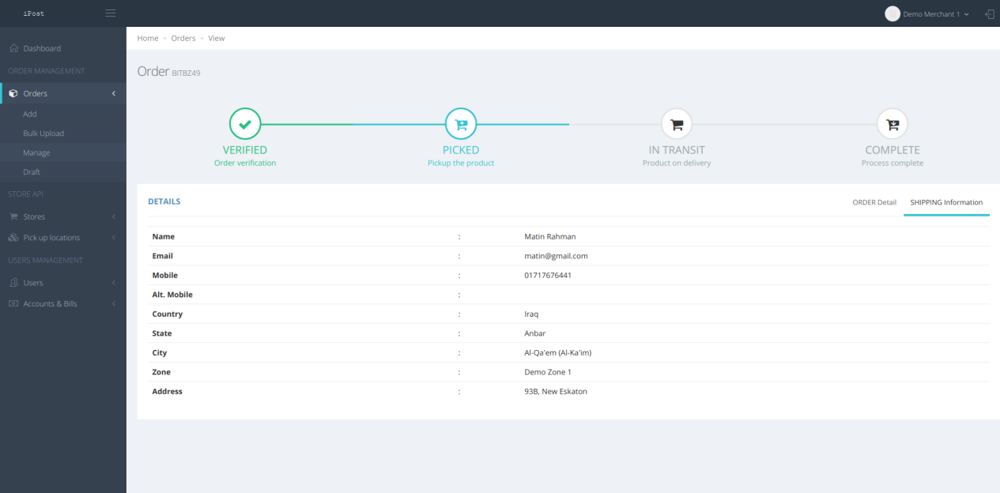 iPost
Demo Merchant 1
Home Orders View
Dashboard
ORDER MANAGEMENT
Orders
Add
Bulk Upload
Manage
Draft
STORE API
Stores
Pick up locations
USERS MANAGEMENT
Users
Accounts & Bills
Order BITBZ49
VERIFIED
Order verification
PICKED
Pickup the product
IN TRANSIT
Product on delivery
COMPLETE
Process complete
DETAILS
ORDER Detail SHIPPING Information
Name : Matin Rahman
Email : matin@gmail.com
Mobile : 01717676441
Alt. Mobile :
Country : Iraq
State : Anbar
City : Al-Qa'em (Al-Ka'im)
Zone : Demo Zone 1
Address : 93B, New Eskaton